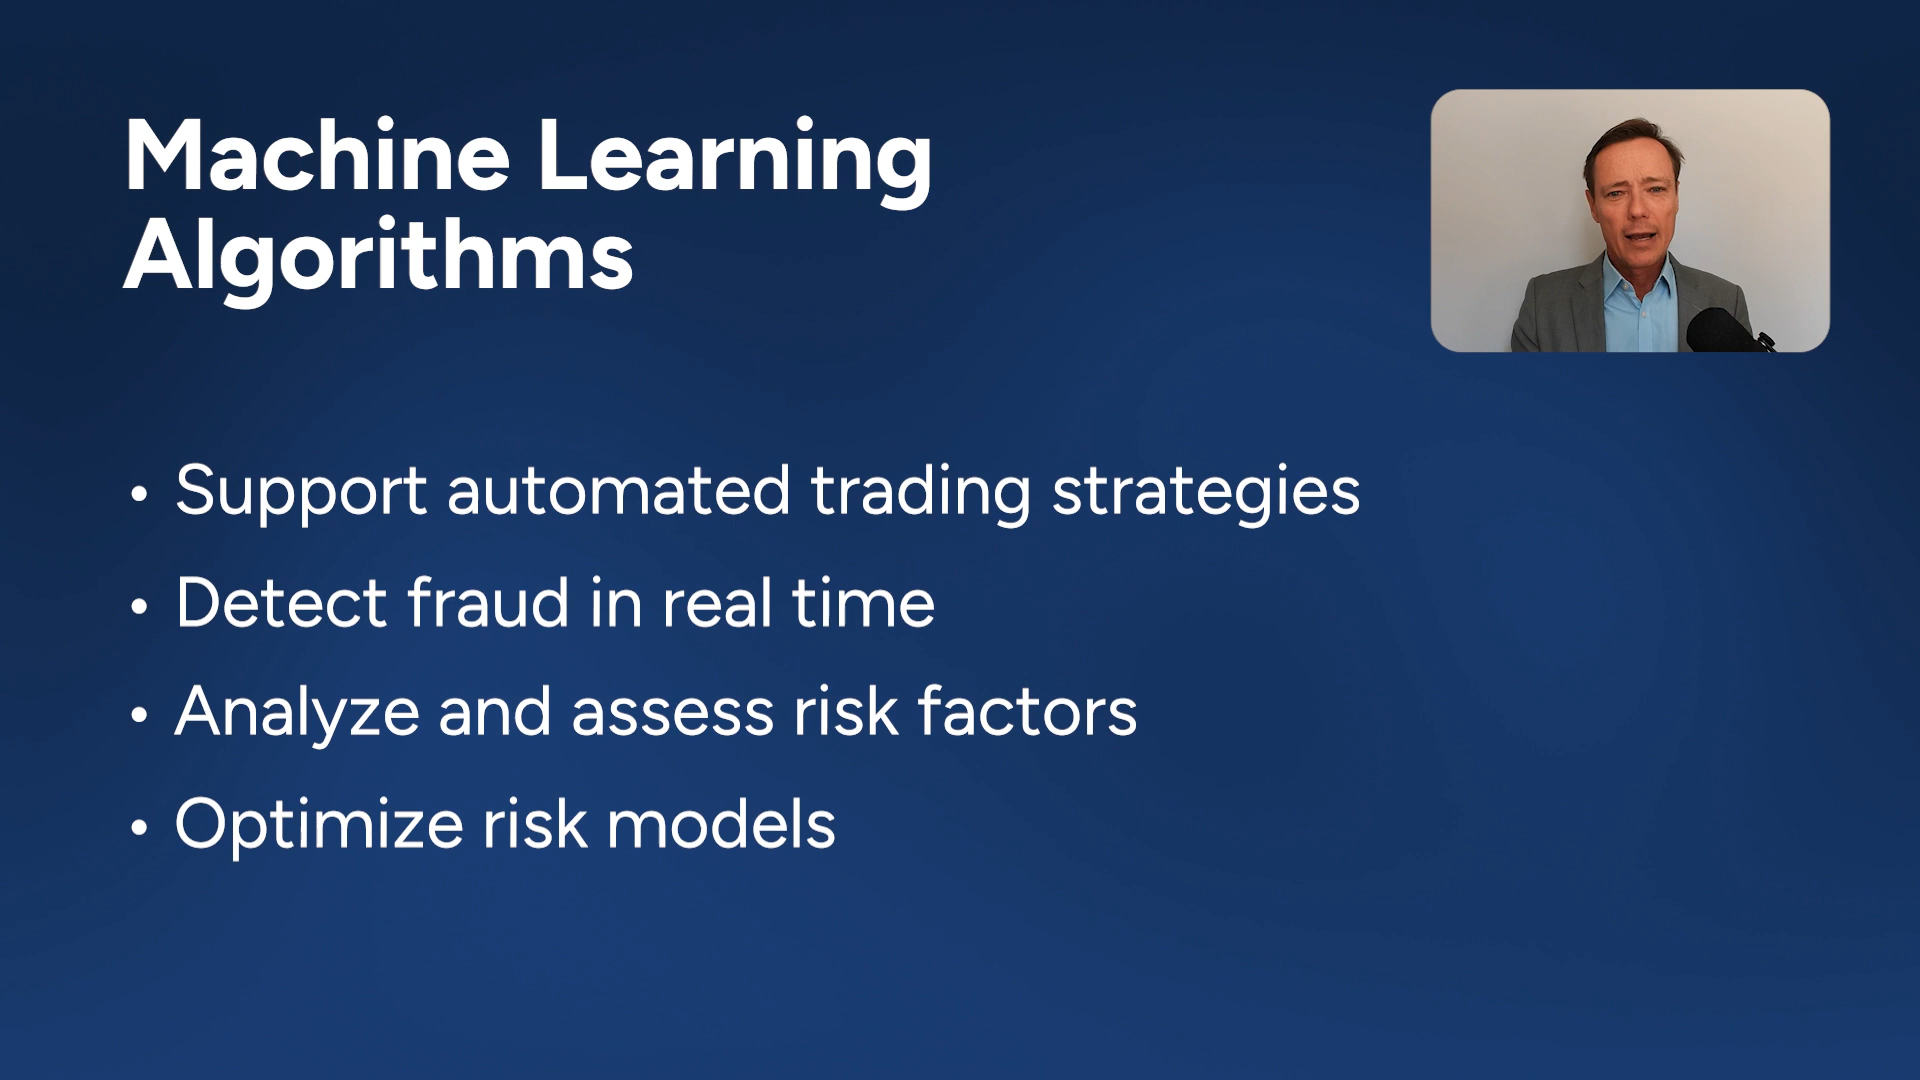 Machine Learning
Algorithms
• Support automated trading strategies
• Detect fraud in real time
• Analyze and assess risk factors
• Optimize risk models